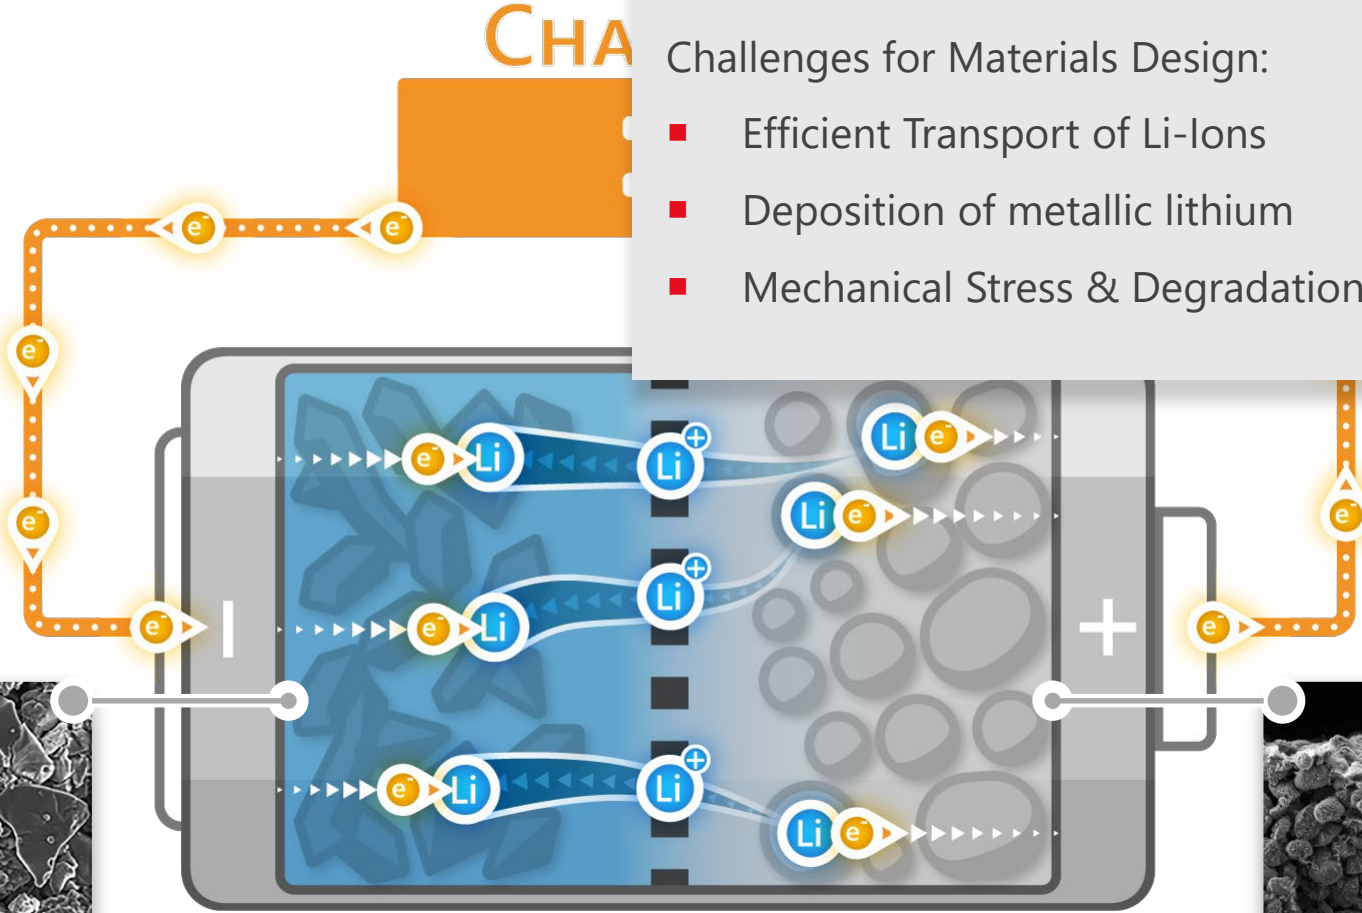 CHA
Challenges for Materials Design:
Efficient Transport of Li-Ions
Deposition of metallic lithium
Mechanical Stress & Degradation
e-
e-
e-
e-
e-
e-
e-
e- Li
Li+
Li e-
Li e-
e- Li
Li+
e- Li
Li+
Li e-
−
+